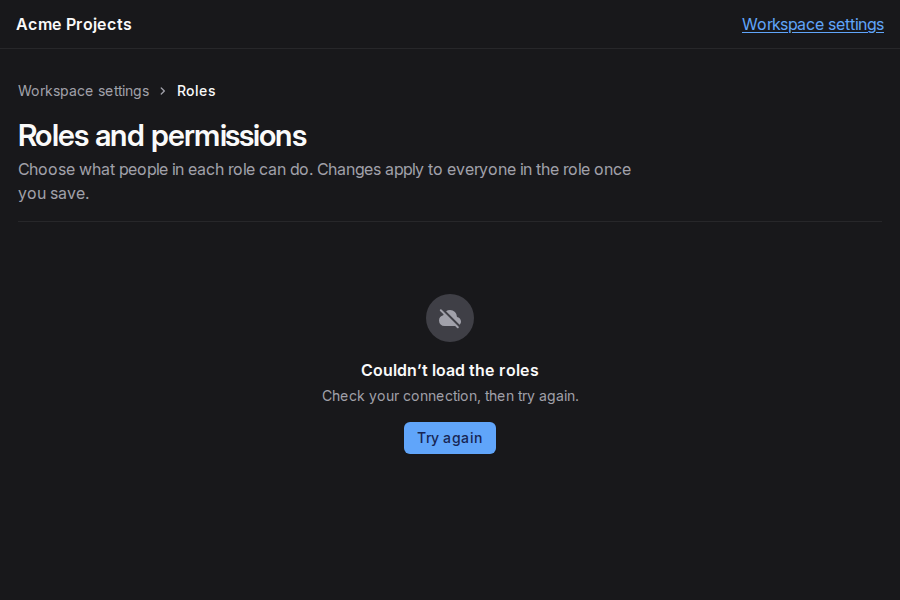 Acme Projects
Workspace settings
Workspace settings > Roles
Roles and permissions
Choose what people in each role can do. Changes apply to everyone in the role once
you save.
Couldn’t load the roles
Check your connection, then try again.
Try again